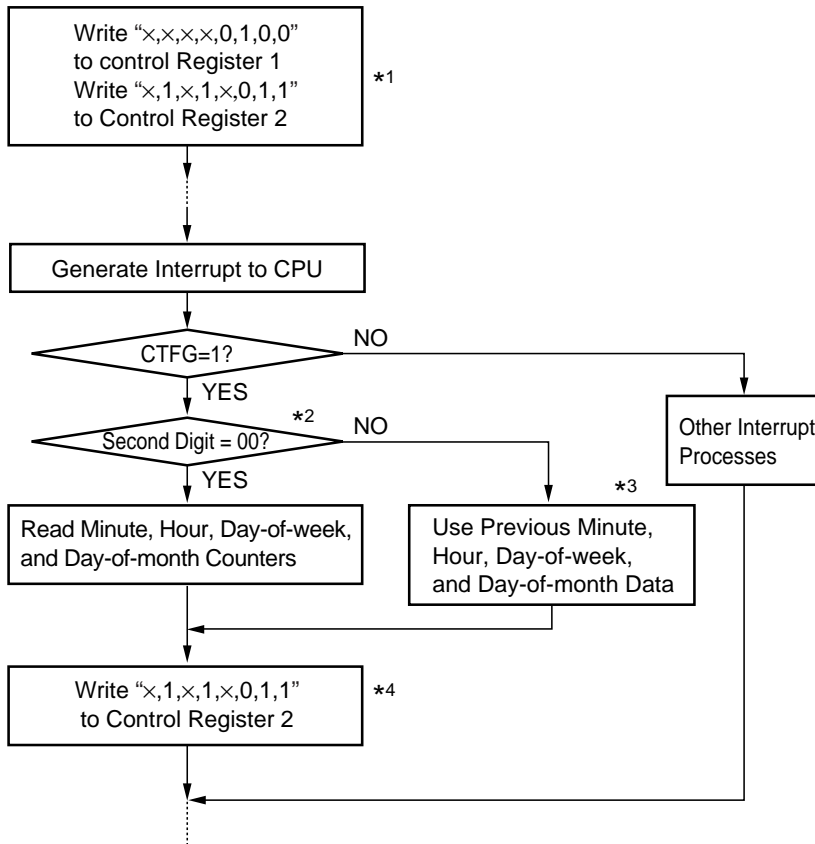 Write “×,×,×,×,0,1,0,0”
to control Register 1
Write “×,1,×,1,×,0,1,1”
to Control Register 2
*1
Generate Interrupt to CPU
CTFG=1?
NO
YES
*2
Second Digit = 00?
NO
YES
Other Interrupt
Processes
*3
Read Minute, Hour, Day-of-week,
and Day-of-month Counters
Use Previous Minute,
Hour, Day-of-week,
and Day-of-month Data
Write “×,1,×,1,×,0,1,1”
to Control Register 2
*4